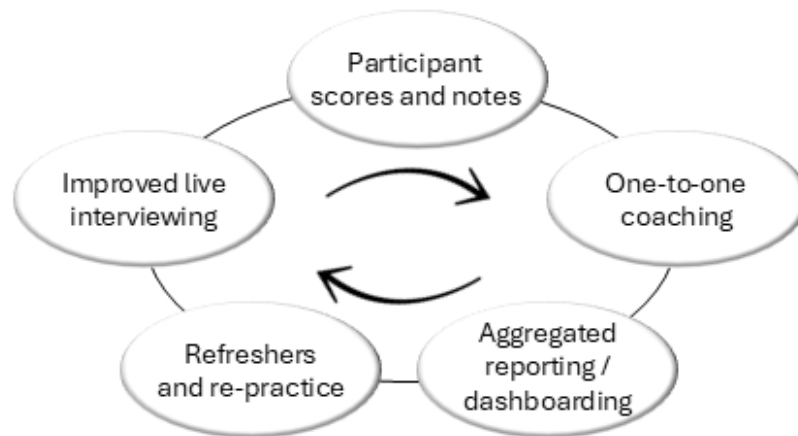 Participant
scores and notes
One-to-one
coaching
Aggregated
reporting /
dashboarding
Refreshers
and re-practice
Improved live
interviewing